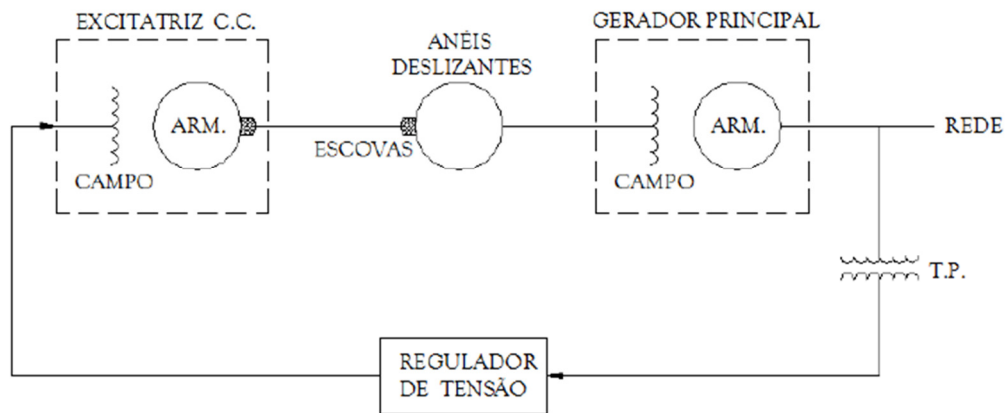 EXCITATRIZ C.C.
GERADOR PRINCIPAL
ANÉIS
DESLIZANTES
ARM.
ARM.
REDE
ESCOVAS
CAMPO
CAMPO
T.P.
REGULADOR
DE TENSÃO